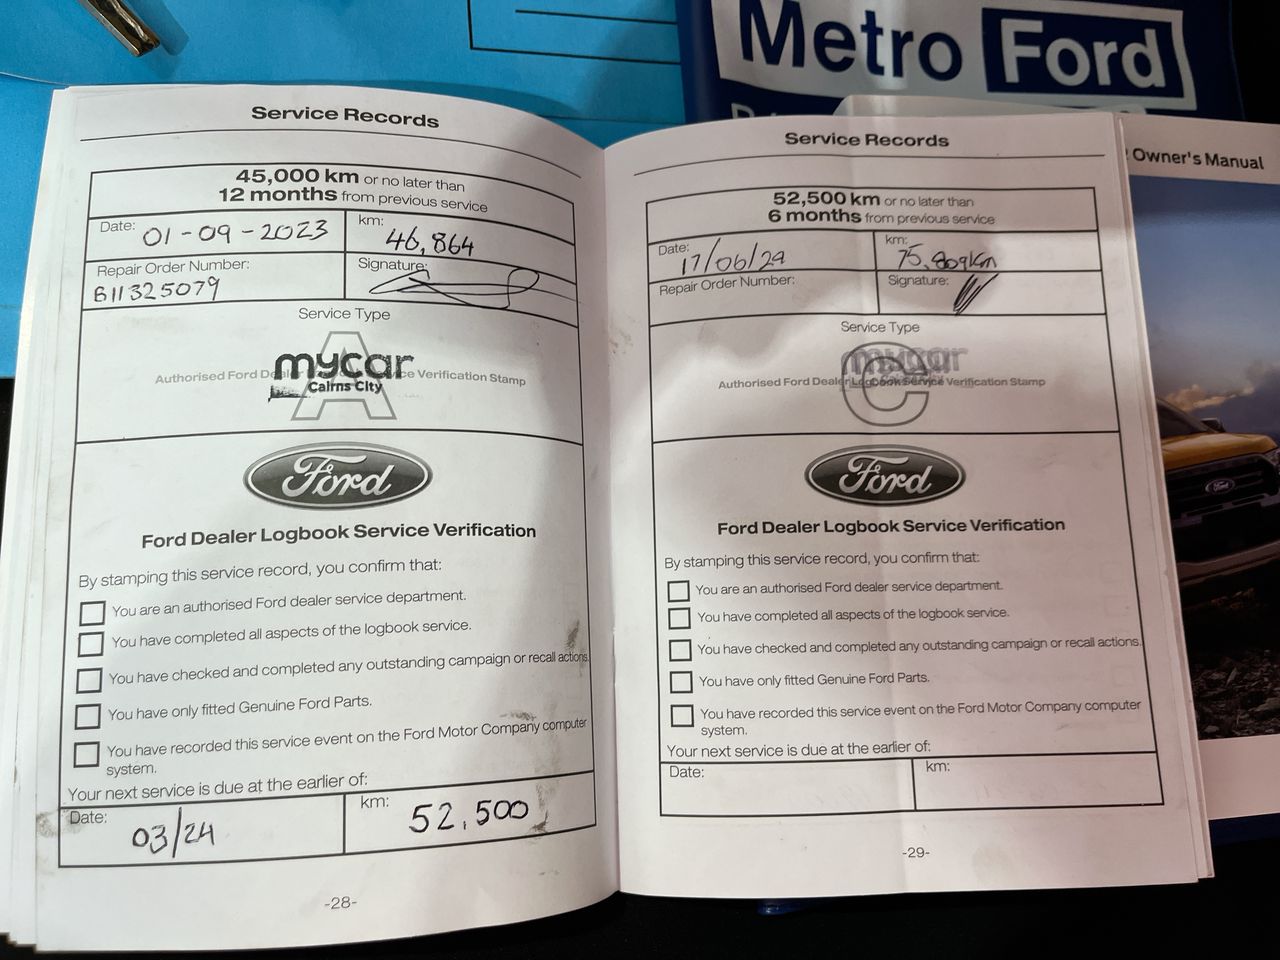 Metro Ford
Owner's Manual
Service Records
45,000 km or no later than
12 months from previous service
Date: 01-09-2023
km: 46,864
Repair Order Number:
B11325079
Signature:
Service Type
A
mycar
Cairns City
Authorised Ford Dealer Logbook Service Verification Stamp
Ford
Ford Dealer Logbook Service Verification
By stamping this service record, you confirm that:
You are an authorised Ford dealer service department.
You have completed all aspects of the logbook service.
You have checked and completed any outstanding campaign or recall actions.
You have only fitted Genuine Ford Parts.
You have recorded this service event on the Ford Motor Company computer
system.
Your next service is due at the earlier of:
Date: 03/24
km: 52,500
-28-
Service Records
52,500 km or no later than
6 months from previous service
Date: 17/06/24
km: 75,809km
Repair Order Number:
Signature:
Service Type
C
mycar
Authorised Ford Dealer Logbook Service Verification Stamp
Ford
Ford Dealer Logbook Service Verification
By stamping this service record, you confirm that:
You are an authorised Ford dealer service department.
You have completed all aspects of the logbook service.
You have checked and completed any outstanding campaign or recall actions.
You have only fitted Genuine Ford Parts.
You have recorded this service event on the Ford Motor Company computer
system.
Your next service is due at the earlier of:
Date:
km:
-29-